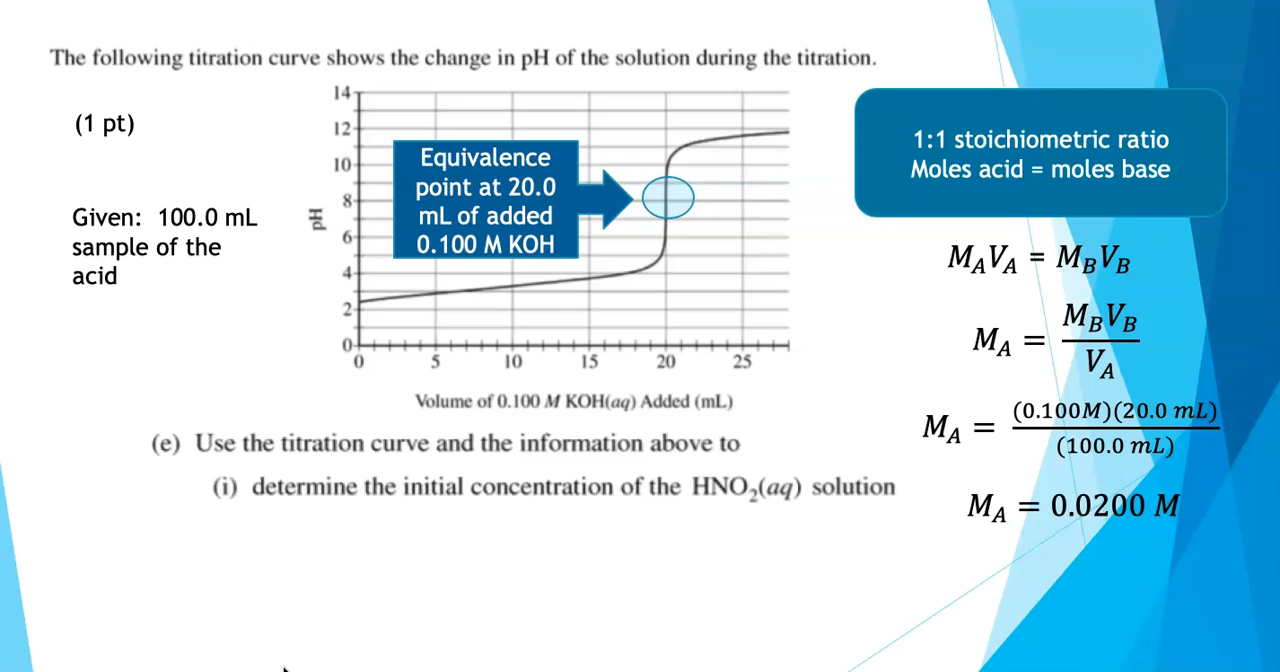 The following titration curve shows the change in pH of the solution during the titration.
(1 pt)
Given: 100.0 mL
sample of the
acid
14
12
10
8
6
4
2
0
pH
Equivalence
point at 20.0
mL of added
0.100 M KOH
0 5 10 15 20 25
Volume of 0.100 M KOH(aq) Added (mL)
(e) Use the titration curve and the information above to
(i) determine the initial concentration of the HNO₂(aq) solution
1:1 stoichiometric ratio
Moles acid = moles base
M_A V_A = M_B V_B
M_A = M_B V_B / V_A
M_A = (0.100M)(20.0 mL) / (100.0 mL)
M_A = 0.0200 M